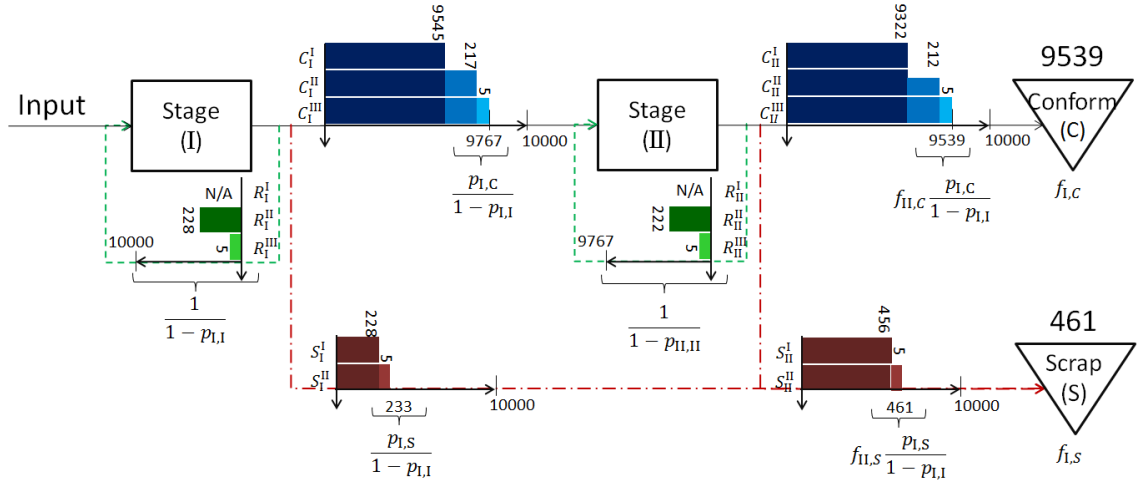 Input
Stage
(I)
C_I^I
C_I^II
C_I^III
9545
217
5
9767
10000
p_I,C
1 − p_I,I
Stage
(II)
C_II^I
C_II^II
C_II^III
9322
212
5
9539
10000
f_II,C p_I,C
1 − p_I,I
9539
Conform
(C)
f_I,C
N/A
R_I^I
228
R_I^II
5
R_I^III
10000
1
1 − p_I,I
N/A
R_II^I
222
R_II^II
5
R_II^III
9767
1
1 − p_II,II
S_I^I
S_I^II
228
5
233
10000
p_I,S
1 − p_I,I
S_II^I
S_II^II
456
5
461
10000
f_II,S p_I,S
1 − p_I,I
461
Scrap
(S)
f_I,S